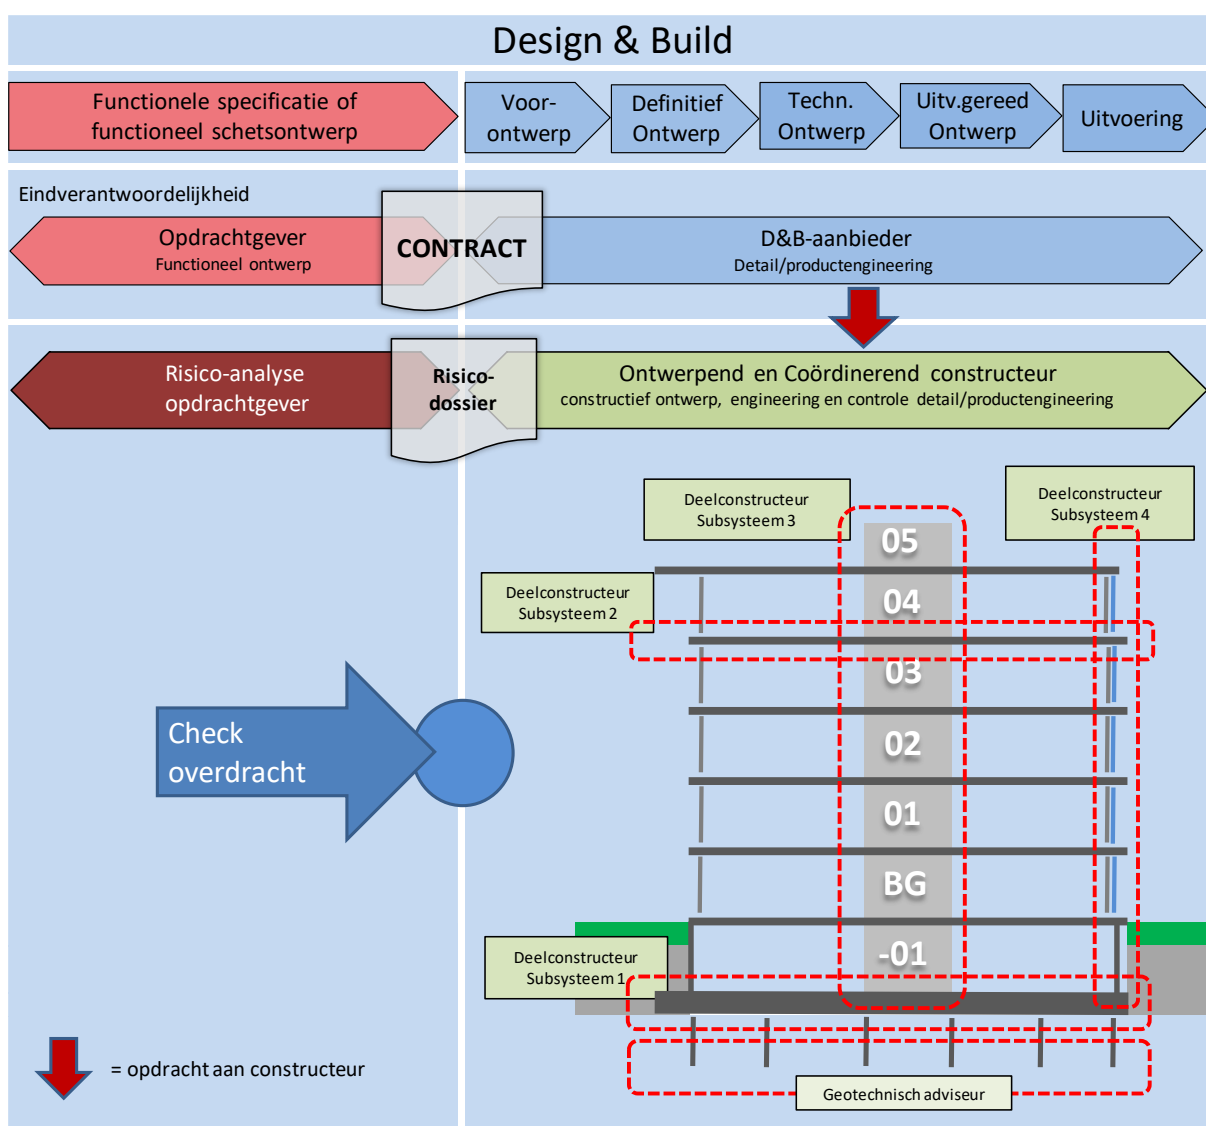 Design & Build
Functionele specificatie of
functioneel schetsontwerp
Voor-
ontwerp
Definitief
Ontwerp
Techn.
Ontwerp
Uitv.gereed
Ontwerp
Uitvoering
Eindverantwoordelijkheid
Opdrachtgever
Functioneel ontwerp
CONTRACT
D&B-aanbieder
Detail/productengineering
Risico-analyse
opdrachtgever
Risico-
dossier
Ontwerpend en Coördinerend constructeur
constructief ontwerp, engineering en controle detail/productengineering
Deelconstructeur
Subsysteem 3
Deelconstructeur
Subsysteem 4
05
Deelconstructeur
Subsysteem 2
04
03
Check
overdracht
02
01
BG
Deelconstructeur
Subsysteem 1
-01
= opdracht aan constructeur
Geotechnisch adviseur